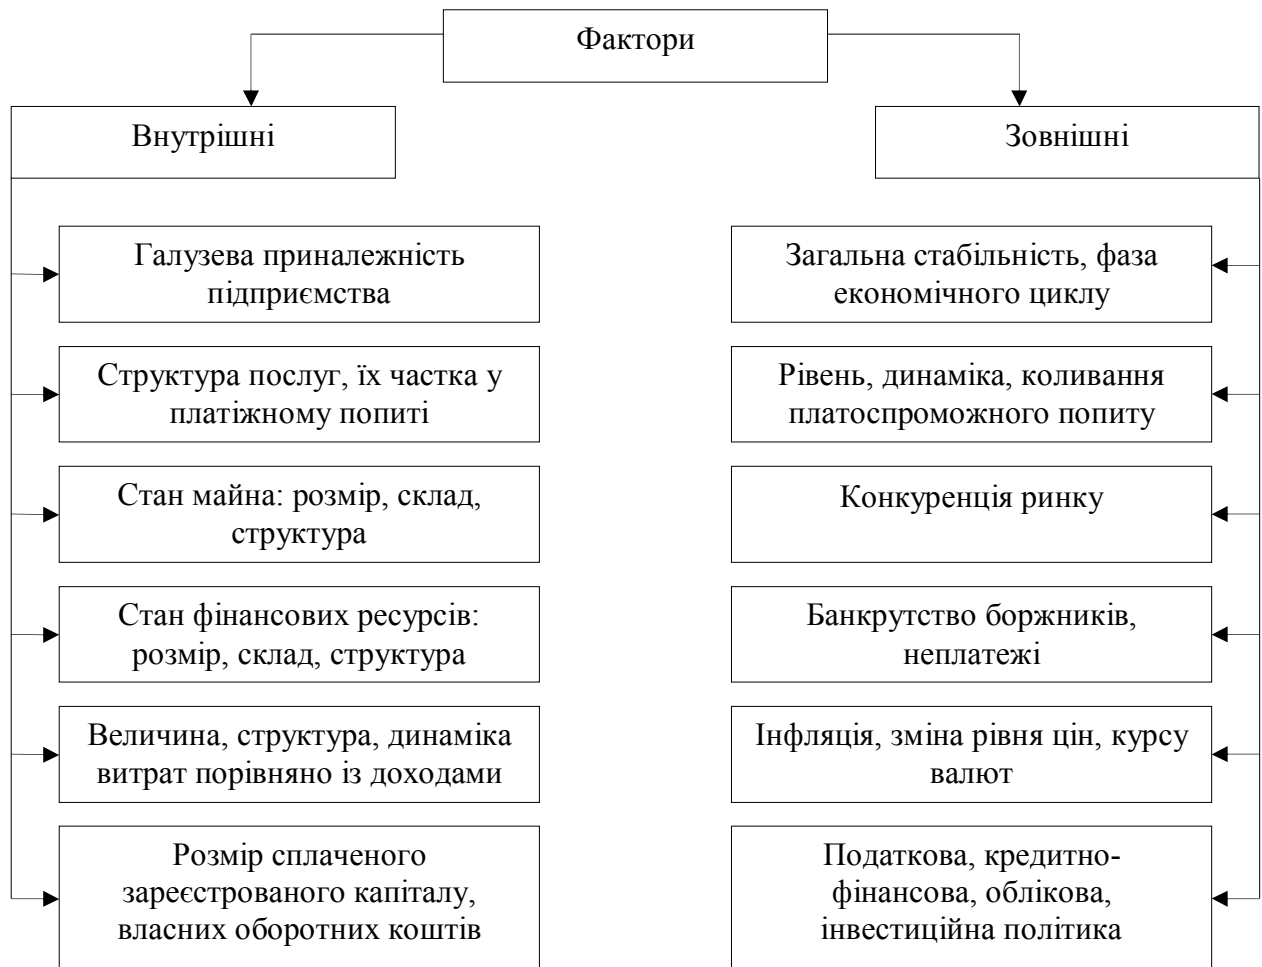 Фактори
Внутрішні
Галузева приналежність
підприємства
Структура послуг, їх частка у
платіжному попиті
Стан майна: розмір, склад,
структура
Стан фінансових ресурсів:
розмір, склад, структура
Величина, структура, динаміка
витрат порівняно із доходами
Розмір сплаченого
зареєстрованого капіталу,
власних оборотних коштів
Зовнішні
Загальна стабільність, фаза
економічного циклу
Рівень, динаміка, коливання
платоспроможного попиту
Конкуренція ринку
Банкрутство боржників,
неплатежі
Інфляція, зміна рівня цін, курсу
валют
Податкова, кредитно-
фінансова, облікова,
інвестиційна політика